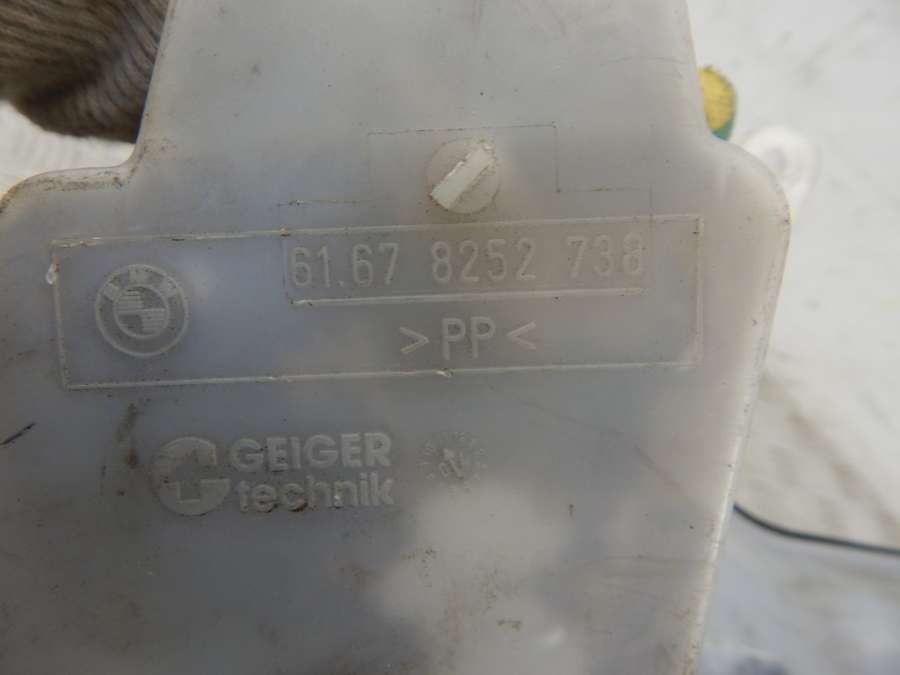 61.67 8252 738
>PP<
GEIGER
technik